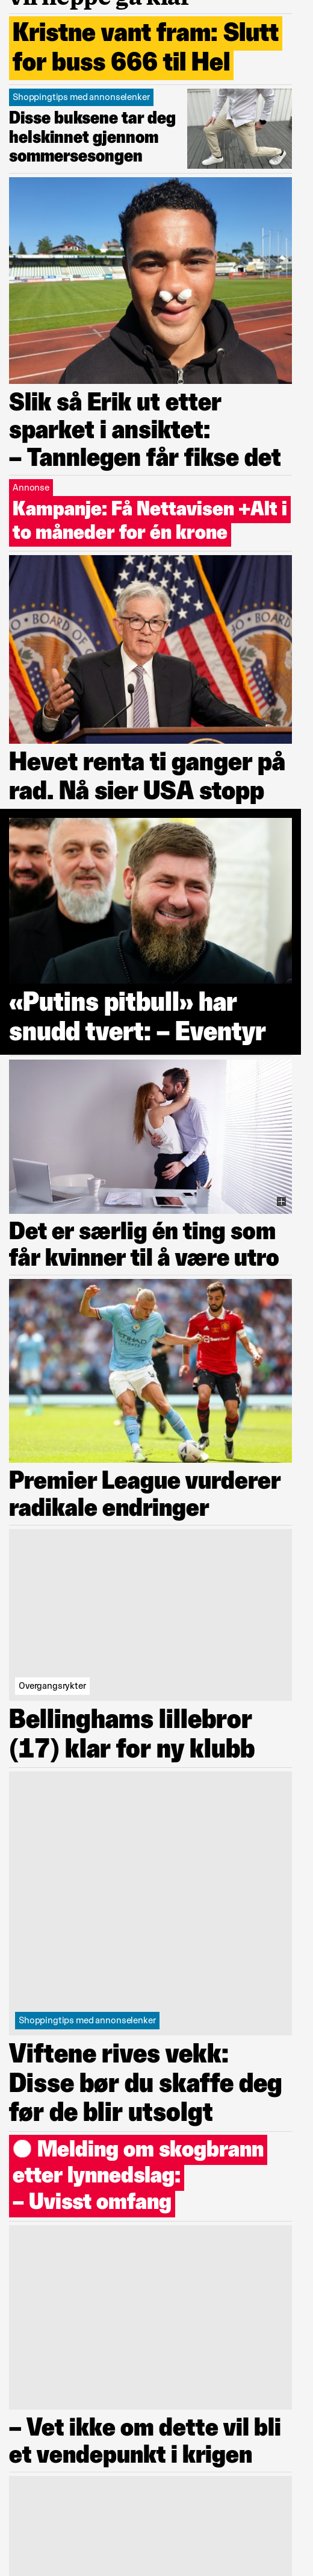 Kristne vant fram: Slutt
for buss 666 til Hel
Shoppingtips med annonselenker
Disse buksene tar deg
helskinnet gjennom
sommersesongen
Slik så Erik ut etter
sparket i ansiktet:
– Tannlegen får fikse det
Annonse
Kampanje: Få Nettavisen +Alt i
to måneder for én krone
Hevet renta ti ganger på
rad. Nå sier USA stopp
«Putins pitbull» har
snudd tvert: – Eventyr
Det er særlig én ting som
får kvinner til å være utro
ETIHAD
AIRWAYS
Premier League vurderer
radikale endringer
Overgangsrykter
Bellinghams lillebror
(17) klar for ny klubb
Shoppingtips med annonselenker
Viftene rives vekk:
Disse bør du skaffe deg
før de blir utsolgt
Melding om skogbrann
etter lynnedslag:
– Uvisst omfang
– Vet ikke om dette vil bli
et vendepunkt i krigen